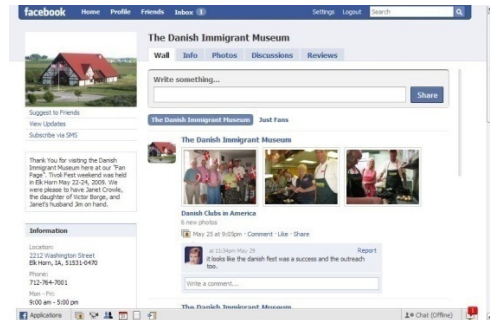 facebook Home Profile Friends Inbox 1 Settings Logout Search
The Danish Immigrant Museum
Wall Info Photos Discussions Reviews
Write something...
Share
The Danish Immigrant Museum Just Fans
Suggest to Friends
View Updates
Subscribe via SMS
Thank You for visiting the Danish
Immigrant Museum here at our "Fan
Page". Tivoli Fest weekend was held
in Elk Horn May 22-24, 2009. We
were please to have Janet Crowle,
the daughter of Victor Borge, and
Janet's husband Jim on hand.
Information
Location:
2212 Washington Street
Elk Horn, IA, 51531-0470
Phone:
712-764-7001
Mon - Fri:
9:00 am - 5:00 pm
The Danish Immigrant Museum
Danish Clubs in America
6 new photos
May 25 at 9:05pm · Comment · Like · Share
at 11:34pm May 29 Report
it looks like the danish fest was a success and the outreach
too.
Write a comment...
The Danish Immigrant Museum
Applications Chat (Offline) 1